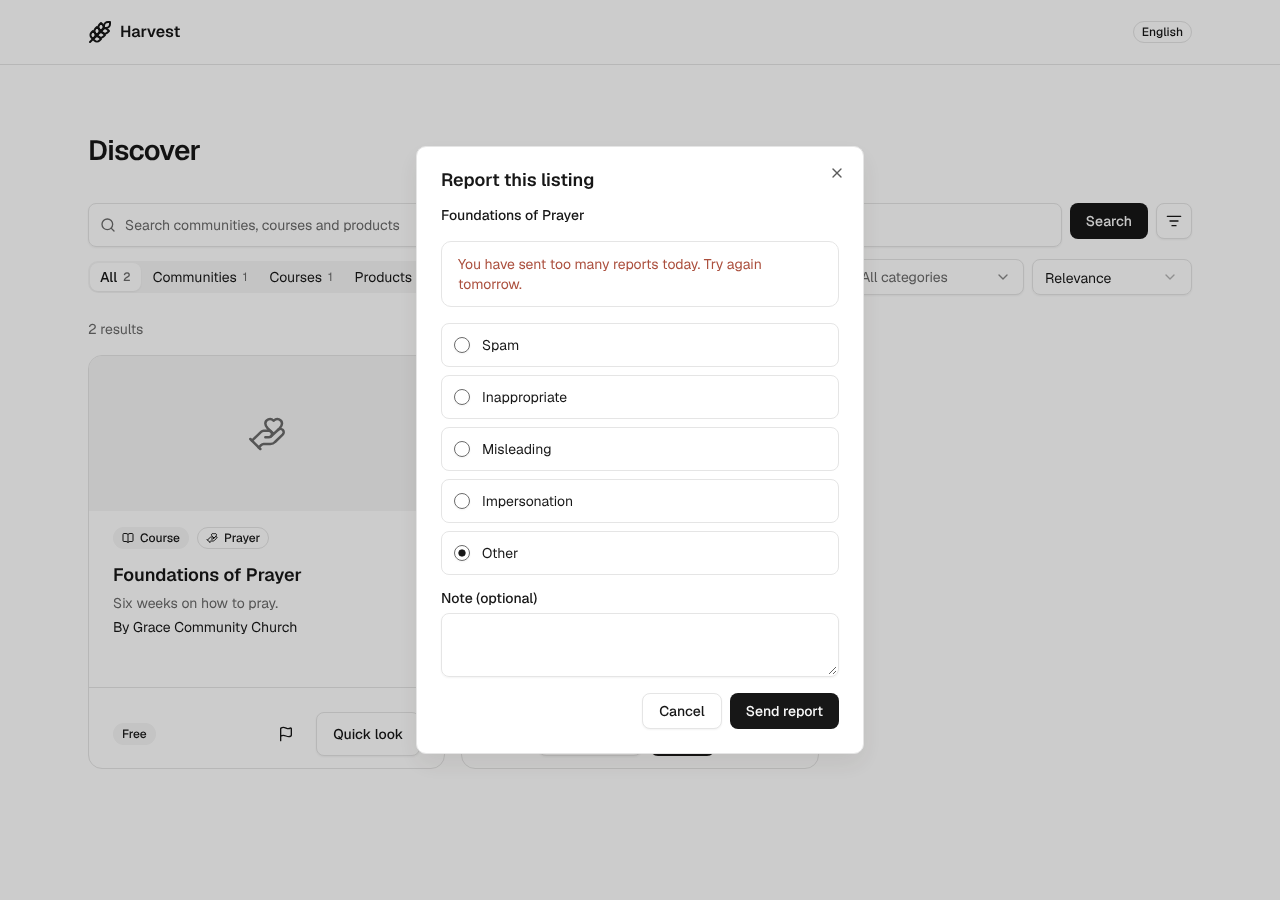 Harvest
English
Discover
Search communities, courses and products
Search
All 2
Communities 1
Courses 1
Products
All categories
Relevance
2 results
Course
Prayer
Foundations of Prayer
Six weeks on how to pray.
By Grace Community Church
Free
Quick look
Report this listing
Foundations of Prayer
You have sent too many reports today. Try again
tomorrow.
Spam
Inappropriate
Misleading
Impersonation
Other
Note (optional)
Cancel
Send report